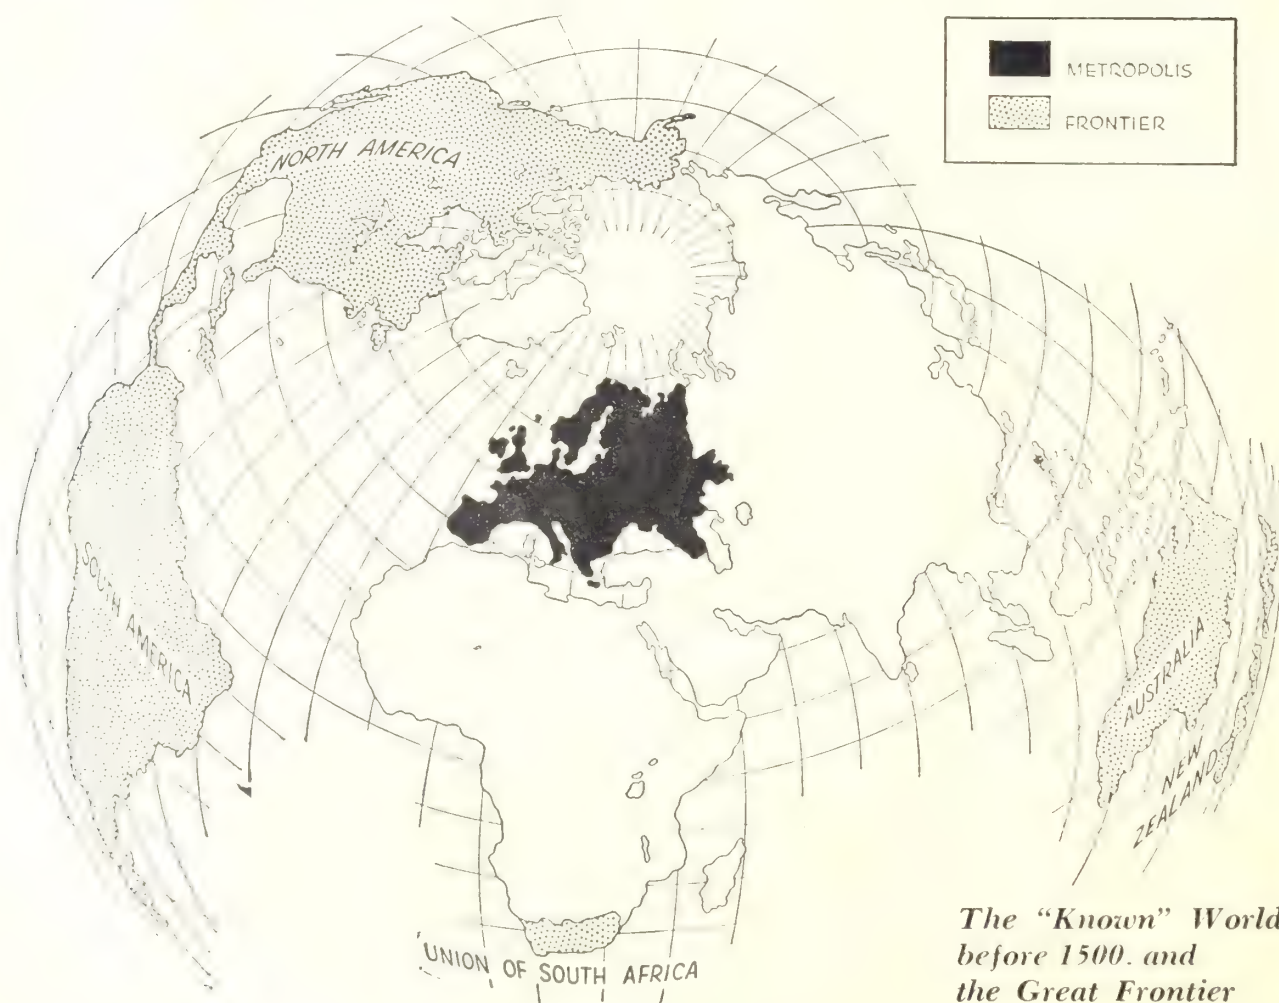 METROPOLIS
FRONTIER
NORTH AMERICA
SOUTH AMERICA
AUSTRALIA
NEW
ZEALAND
UNION OF SOUTH AFRICA
The “Known” World
before 1500. and
the Great Frontier